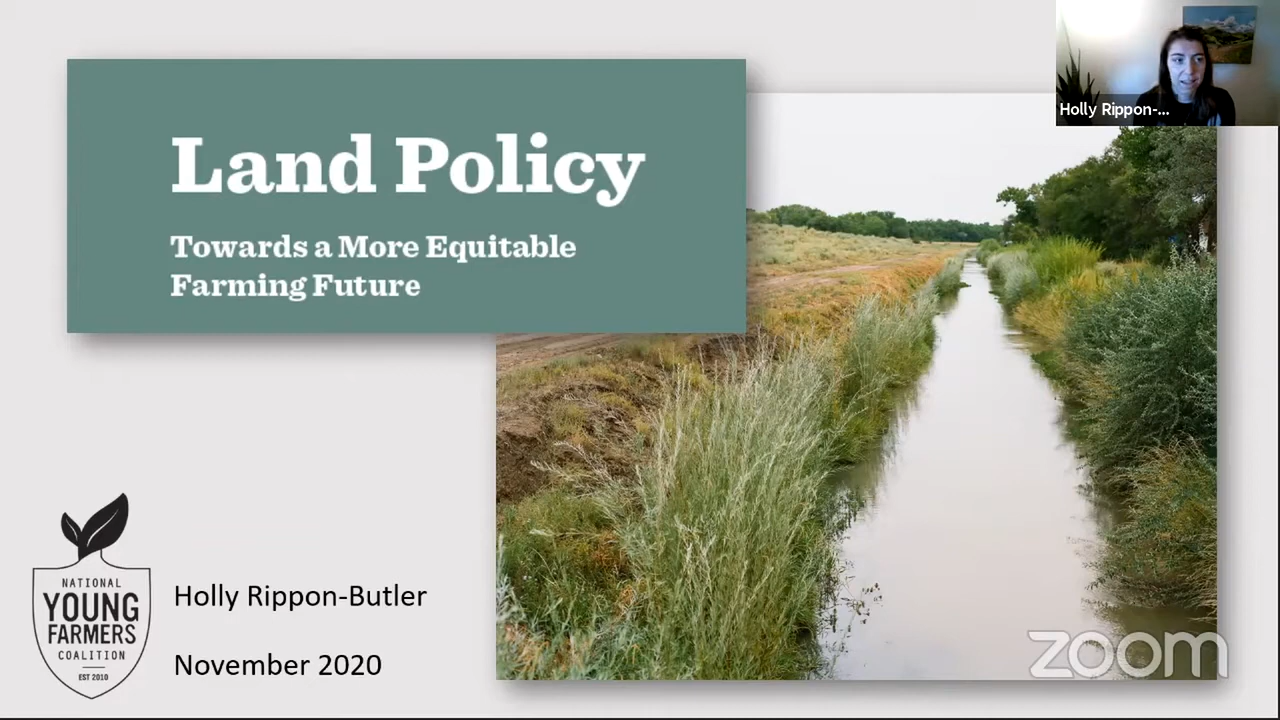 Holly Rippon-...
Land Policy
Towards a More Equitable
Farming Future
NATIONAL
YOUNG
FARMERS
COALITION
EST 2010
Holly Rippon-Butler
November 2020
zoom